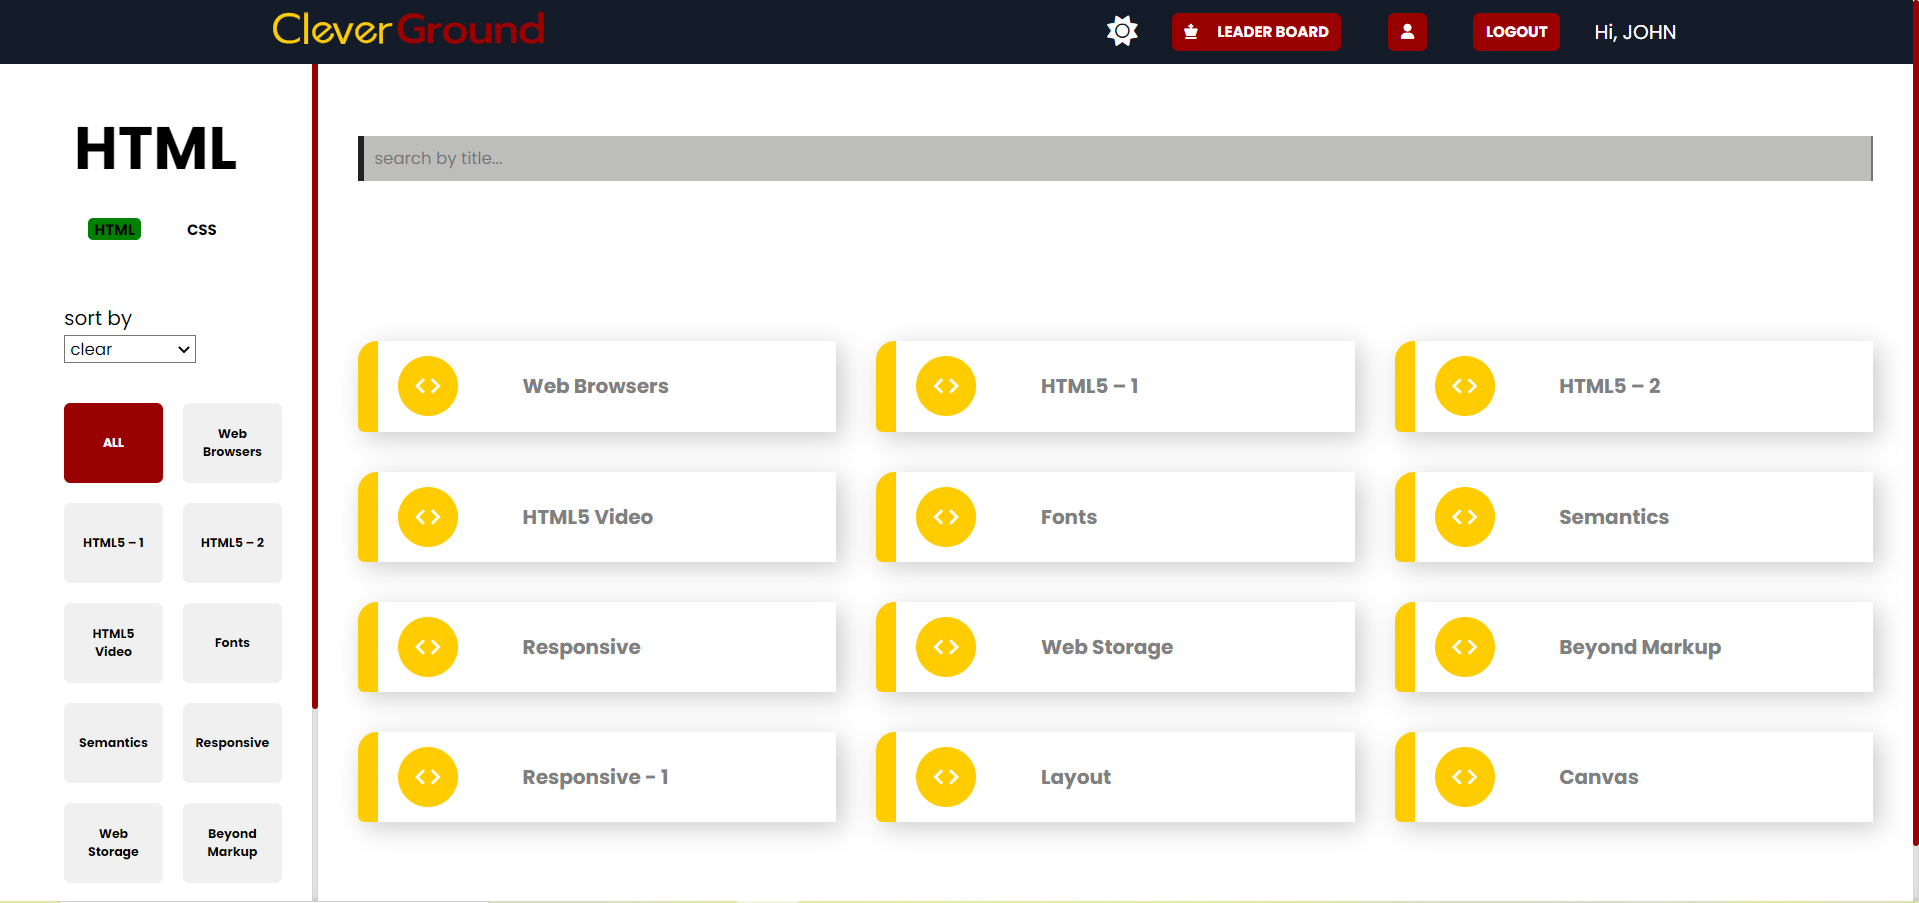 CleverGround
LEADER BOARD
LOGOUT
Hi, JOHN
HTML
HTML
CSS
sort by
clear
ALL
Web
Browsers
HTML5 – 1
HTML5 – 2
HTML5
Video
Fonts
Semantics
Responsive
Web
Storage
Beyond
Markup
search by title...
Web Browsers
HTML5 – 1
HTML5 – 2
HTML5 Video
Fonts
Semantics
Responsive
Web Storage
Beyond Markup
Responsive - 1
Layout
Canvas